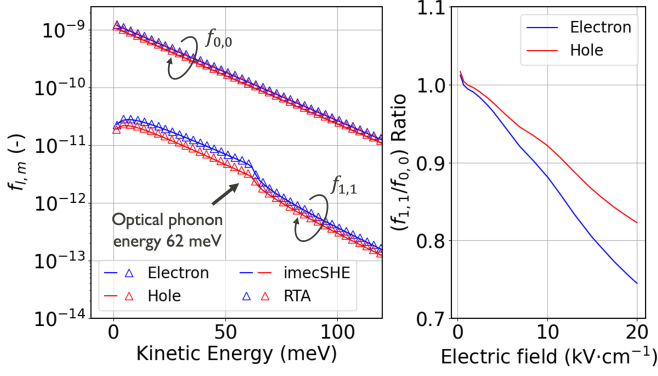 10⁻⁹
10⁻¹⁰
10⁻¹¹
10⁻¹²
10⁻¹³
10⁻¹⁴
f_{l,m} (-)
f_{0,0}
f_{1,1}
Optical phonon
energy 62 meV
Electron
Hole
imecSHE
RTA
0
50
100
Kinetic Energy (meV)
1.1
1.0
0.9
0.8
0.7
(f_{1,1}/f_{0,0}) Ratio
Electron
Hole
0
10
20
Electric field (kV·cm⁻¹)